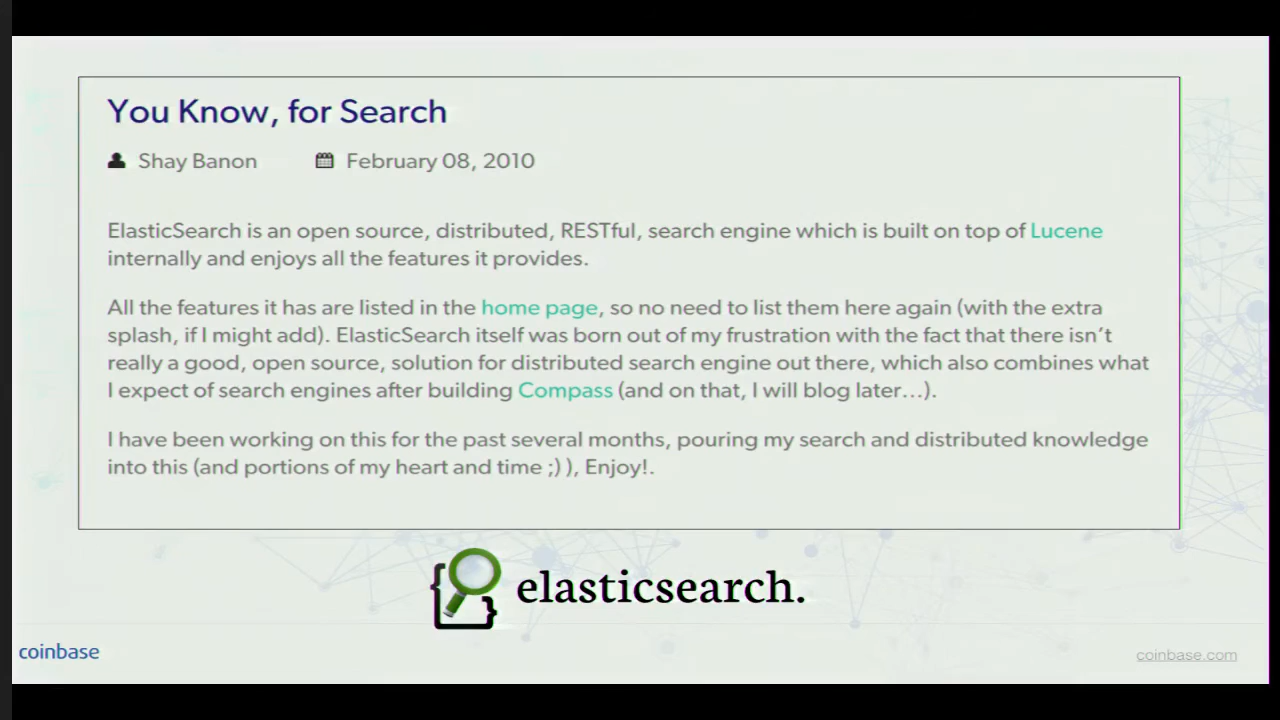 You Know, for Search
Shay Banon February 08, 2010
ElasticSearch is an open source, distributed, RESTful, search engine which is built on top of Lucene
internally and enjoys all the features it provides.
All the features it has are listed in the home page, so no need to list them here again (with the extra
splash, if I might add). ElasticSearch itself was born out of my frustration with the fact that there isn't
really a good, open source, solution for distributed search engine out there, which also combines what
I expect of search engines after building Compass (and on that, I will blog later...).
I have been working on this for the past several months, pouring my search and distributed knowledge
into this (and portions of my heart and time ;) ), Enjoy!.
elasticsearch.
coinbase
coinbase.com